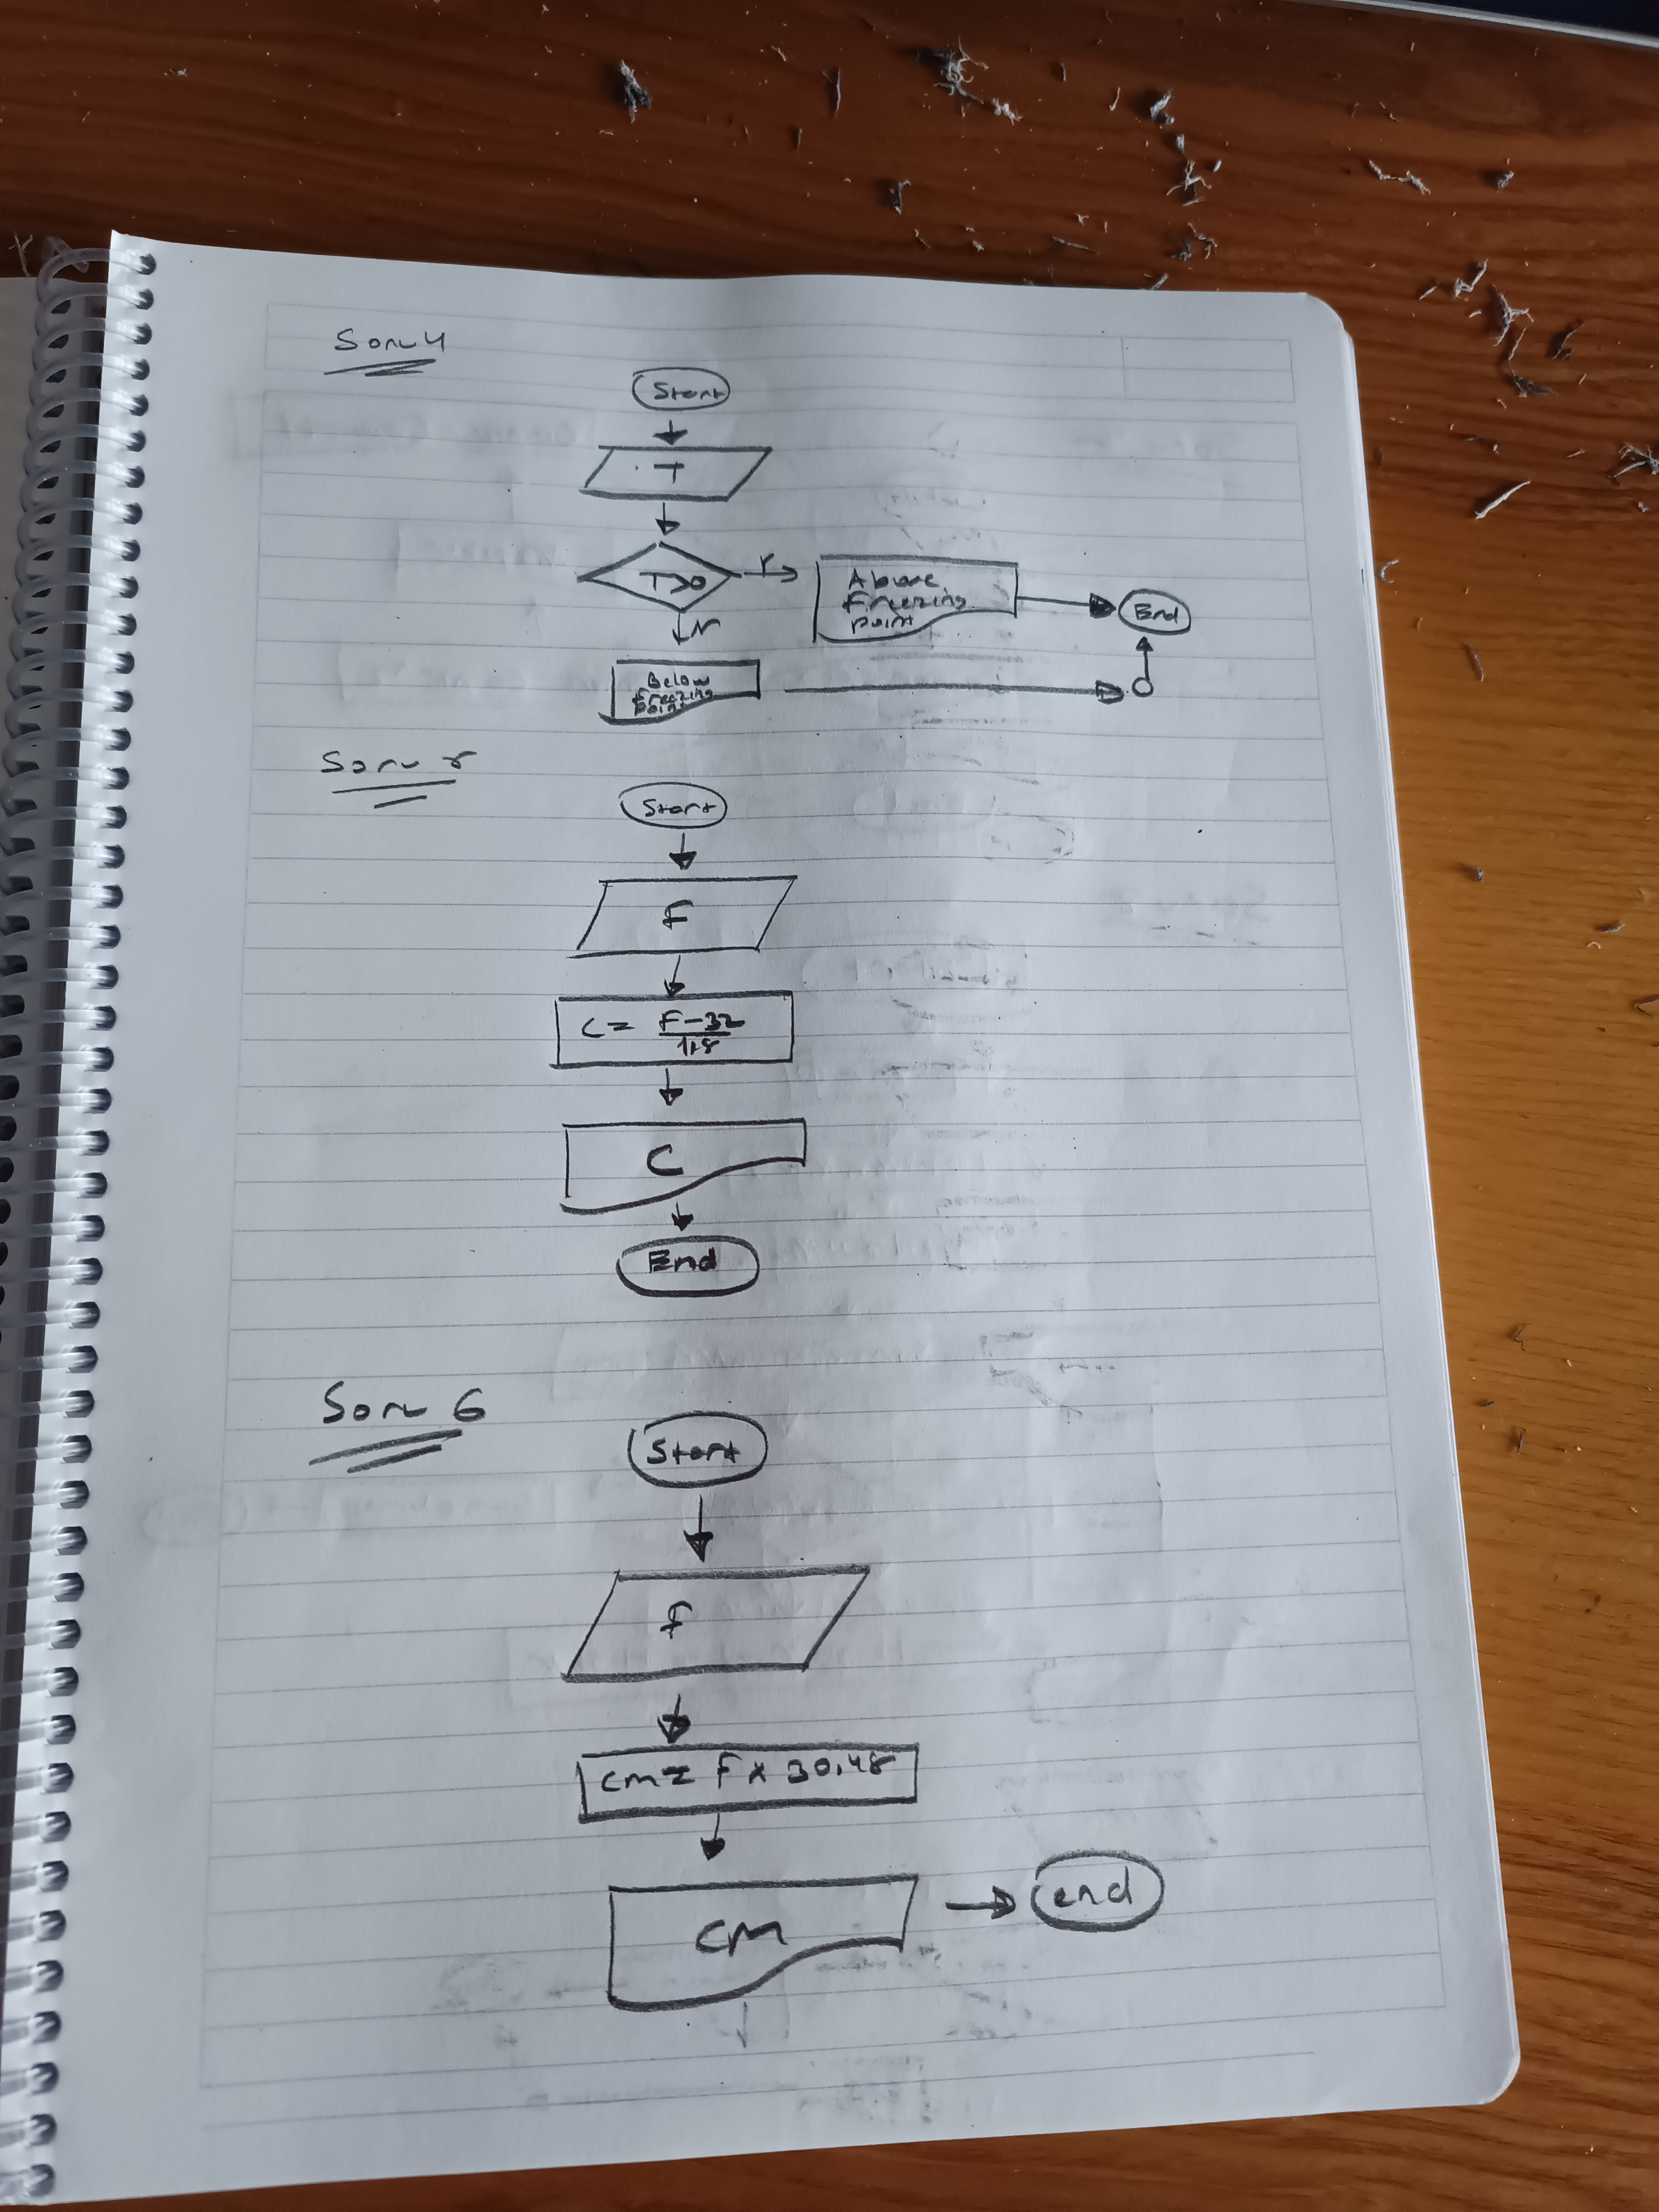 Soru 4
Start
T
T>0
Y
Above
Freezing
point
End
N
Below
Freezing
point
Soru 5
Start
F
C = F-32
1,8
C
End
Soru 6
Start
F
cm = F x 30,48
cm
end